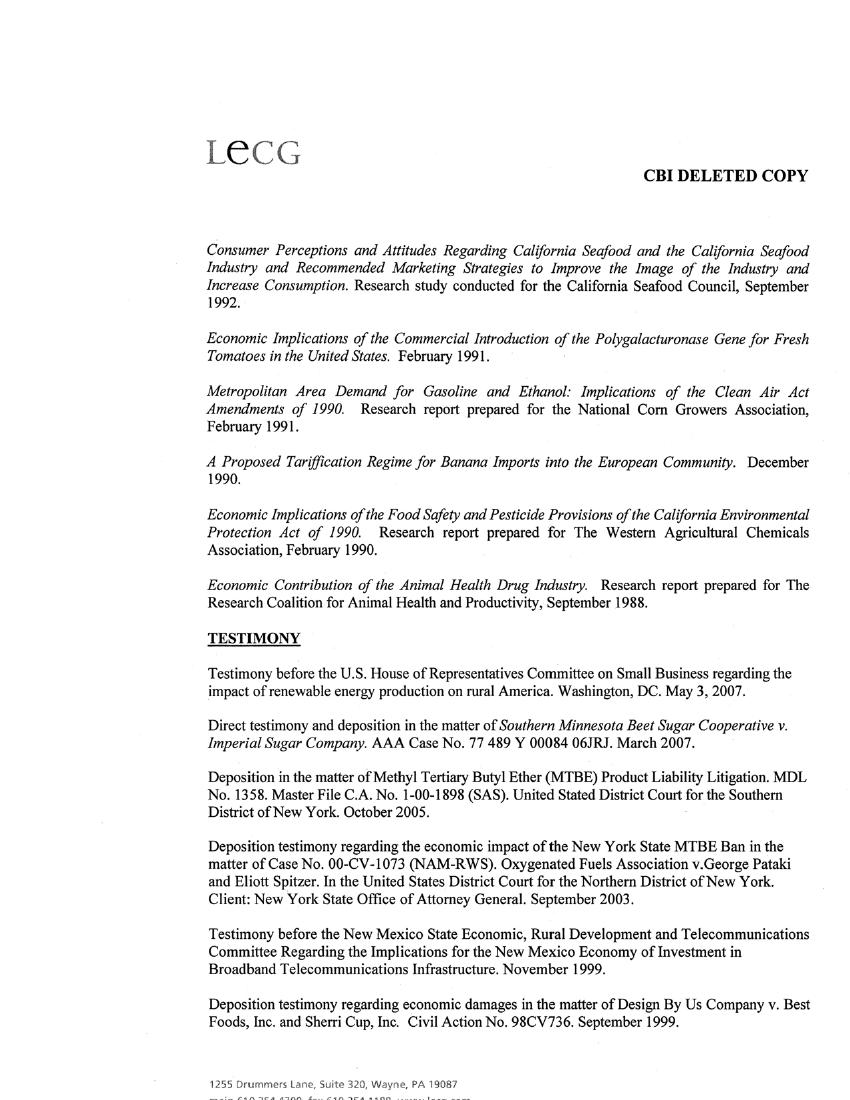 LECG
CBI DELETED COPY
Consumer Perceptions and Attitudes Regarding California Seafood and the California Seafood
Industry and Recommended Marketing Strategies to Improve the Image of the Industry and
Increase Consumption. Research study conducted for the California Seafood Council, September
1992.
Economic Implications of the Commercial Introduction of the Polygalacturonase Gene for Fresh
Tomatoes in the United States. February 1991.
Metropolitan Area Demand for Gasoline and Ethanol: Implications of the Clean Air Act
Amendments of 1990. Research report prepared for the National Corn Growers Association,
February 1991.
A Proposed Tariffication Regime for Banana Imports into the European Community. December
1990.
Economic Implications of the Food Safety and Pesticide Provisions of the California Environmental
Protection Act of 1990. Research report prepared for The Western Agricultural Chemicals
Association, February 1990.
Economic Contribution of the Animal Health Drug Industry. Research report prepared for The
Research Coalition for Animal Health and Productivity, September 1988.
TESTIMONY
Testimony before the U.S. House of Representatives Committee on Small Business regarding the
impact of renewable energy production on rural America. Washington, DC. May 3, 2007.
Direct testimony and deposition in the matter of Southern Minnesota Beet Sugar Cooperative v.
Imperial Sugar Company. AAA Case No. 77 489 Y 00084 06JRJ. March 2007.
Deposition in the matter of Methyl Tertiary Butyl Ether (MTBE) Product Liability Litigation. MDL
No. 1358. Master File C.A. No. 1-00-1898 (SAS). United Stated District Court for the Southern
District of New York. October 2005.
Deposition testimony regarding the economic impact of the New York State MTBE Ban in the
matter of Case No. 00-CV-1073 (NAM-RWS). Oxygenated Fuels Association v.George Pataki
and Eliott Spitzer. In the United States District Court for the Northern District of New York.
Client: New York State Office of Attorney General. September 2003.
Testimony before the New Mexico State Economic, Rural Development and Telecommunications
Committee Regarding the Implications for the New Mexico Economy of Investment in
Broadband Telecommunications Infrastructure. November 1999.
Deposition testimony regarding economic damages in the matter of Design By Us Company v. Best
Foods, Inc. and Sherri Cup, Inc. Civil Action No. 98CV736. September 1999.
1255 Drummers Lane, Suite 320, Wayne, PA 19087